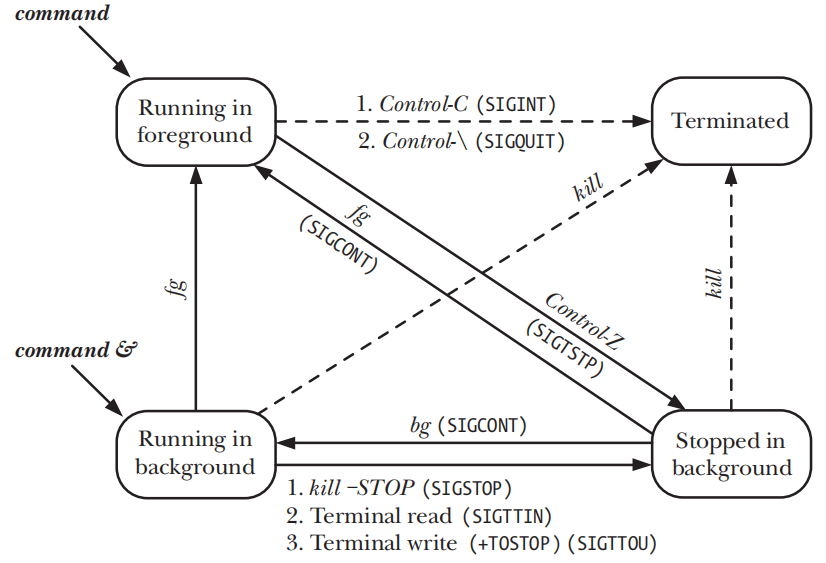 command
Running in
foreground
1. Control-C (SIGINT)
2. Control-\ (SIGQUIT)
Terminated
kill
fg
(SIGCONT)
fg
kill
Control-Z
(SIGTSTP)
command &
Running in
background
bg (SIGCONT)
Stopped in
background
1. kill –STOP (SIGSTOP)
2. Terminal read (SIGTTIN)
3. Terminal write (+TOSTOP) (SIGTTOU)